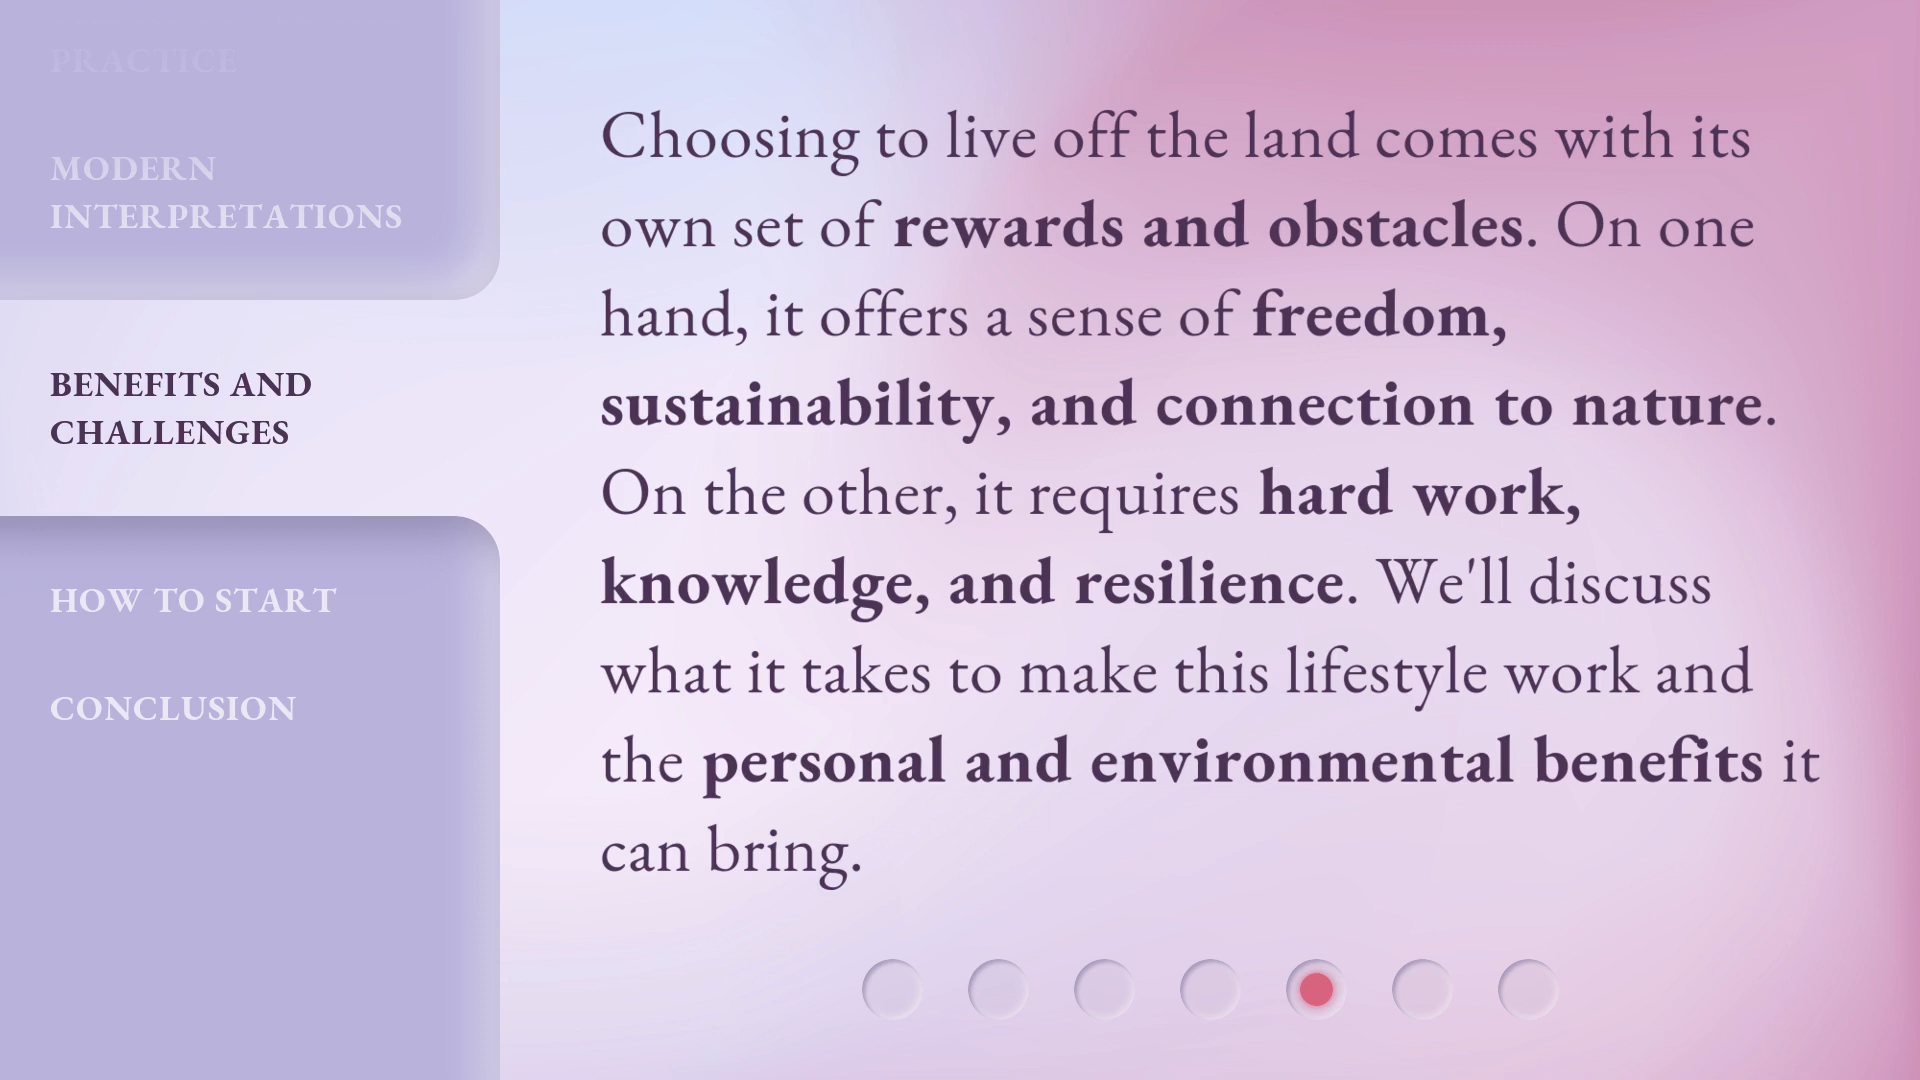 PRACTICE
MODERN
INTERPRETATIONS
BENEFITS AND
CHALLENGES
HOW TO START
CONCLUSION
Choosing to live off the land comes with its
own set of rewards and obstacles. On one
hand, it offers a sense of freedom,
sustainability, and connection to nature.
On the other, it requires hard work,
knowledge, and resilience. We'll discuss
what it takes to make this lifestyle work and
the personal and environmental benefits it
can bring.